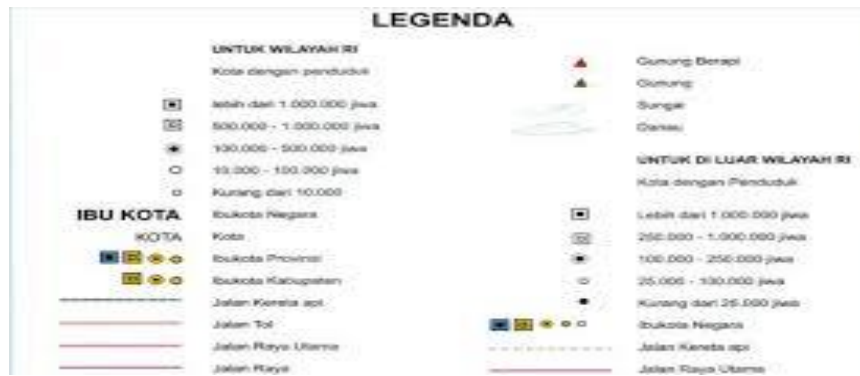 LEGENDA
UNTUK WILAYAH RI
Kota dengan penduduk
lebih dari 1.000.000 jiwa
500.000 - 1.000.000 jiwa
100.000 - 500.000 jiwa
10.000 - 100.000 jiwa
Kurang dari 10.000
IBU KOTA Ibukota Negara
KOTA Kota
Ibukota Provinsi
Ibukota Kabupaten
Jalan Kereta api
Jalan Tol
Jalan Raya Utama
Jalan Raya
Gunung Berapi
Gunung
Sungai
Danau
UNTUK DI LUAR WILAYAH RI
Kota dengan Penduduk
Lebih dari 1.000.000 jiwa
250.000 - 1.000.000 jiwa
100.000 - 250.000 jiwa
25.000 - 100.000 jiwa
Kurang dari 25.000 jiwa
Ibukota Negara
Jalan Kereta api
Jalan Raya Utama